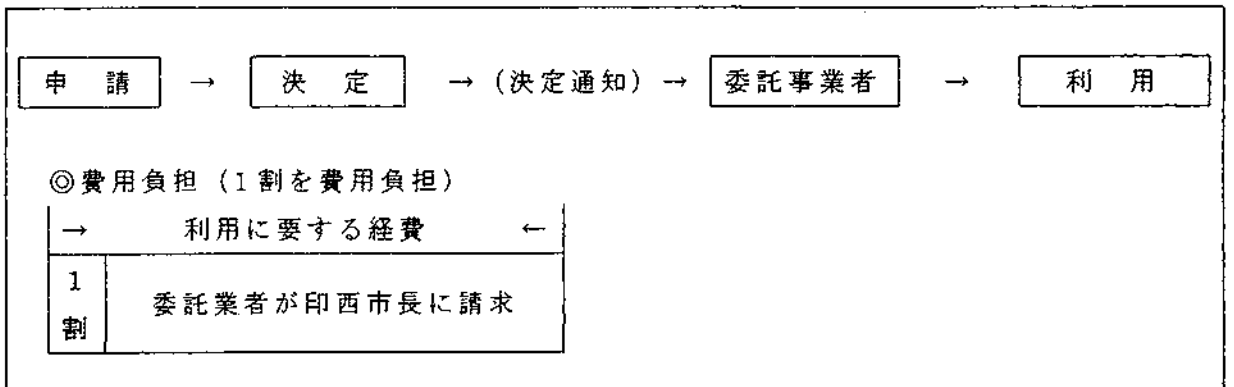 申 請 → 決 定 → (決定通知) → 委託事業者 → 利 用
◎費用負担 (1割を費用負担)
→ 利用に要する経費 ←
1割 委託業者が印西市長に請求